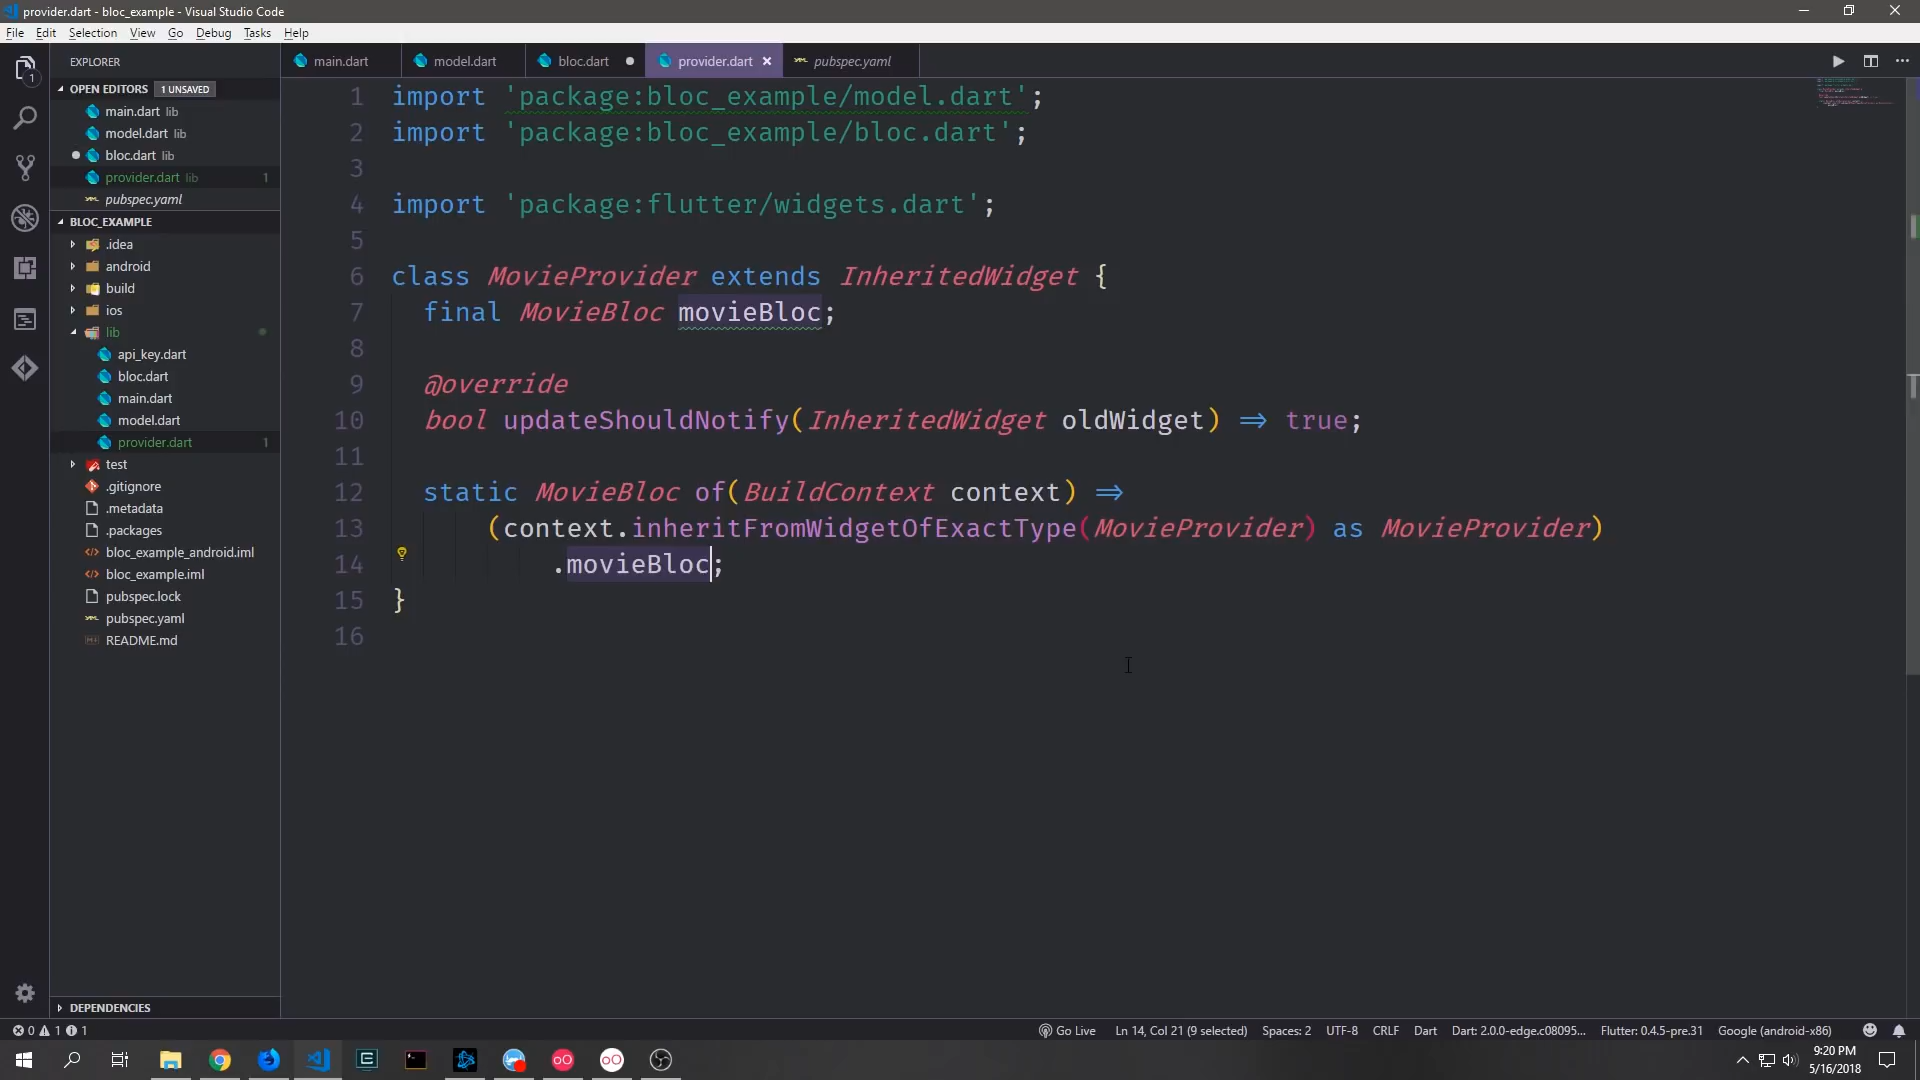 provider.dart - bloc_example - Visual Studio Code
File Edit Selection View Go Debug Tasks Help
EXPLORER
OPEN EDITORS 1 UNSAVED
main.dart lib
model.dart lib
bloc.dart lib
provider.dart lib 1
pubspec.yaml
BLOC_EXAMPLE
.idea
android
build
ios
lib
api_key.dart
bloc.dart
main.dart
model.dart
provider.dart 1
test
.gitignore
.metadata
.packages
bloc_example_android.iml
bloc_example.iml
pubspec.lock
pubspec.yaml
README.md
DEPENDENCIES
1
main.dart model.dart bloc.dart provider.dart pubspec.yaml
1 import 'package:bloc_example/model.dart';
2 import 'package:bloc_example/bloc.dart';
3
4 import 'package:flutter/widgets.dart';
5
6 class MovieProvider extends InheritedWidget {
7 final MovieBloc movieBloc;
8
9 @override
10 bool updateShouldNotify(InheritedWidget oldWidget) => true;
11
12 static MovieBloc of(BuildContext context) =>
13 (context.inheritFromWidgetOfExactType(MovieProvider) as MovieProvider)
14 .movieBloc;
15 }
16
0 1 1 Go Live Ln 14, Col 21 (9 selected) Spaces: 2 UTF-8 CRLF Dart Dart: 2.0.0-edge.c08095... Flutter: 0.4.5-pre.31 Google (android-x86)
9:20 PM
5/16/2018